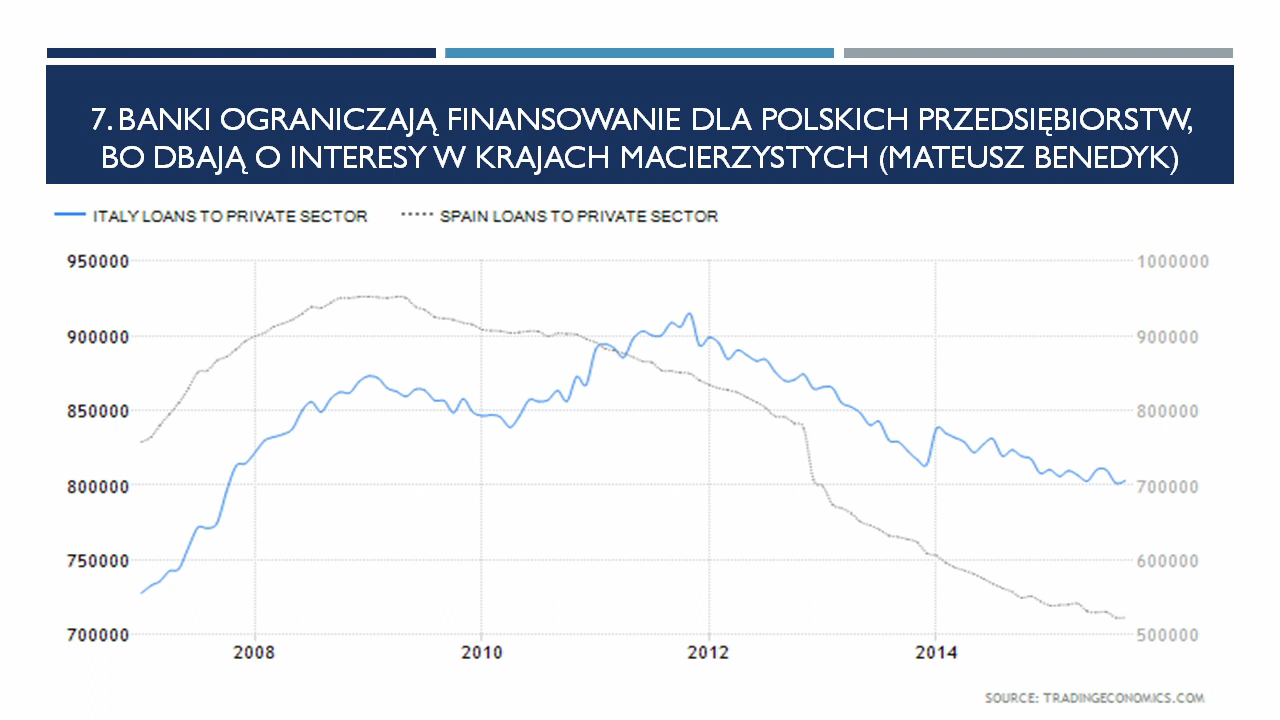 7. BANKI OGRANICZAJĄ FINANSOWANIE DLA POLSKICH PRZEDSIĘBIORSTW,
BO DBAJĄ O INTERESY W KRAJACH MACIERZYSTYCH (MATEUSZ BENEDYK)
ITALY LOANS TO PRIVATE SECTOR SPAIN LOANS TO PRIVATE SECTOR
950000 1000000
900000 900000
850000 800000
800000 700000
750000 600000
700000 500000
2008 2010 2012 2014
SOURCE: TRADINGECONOMICS.COM